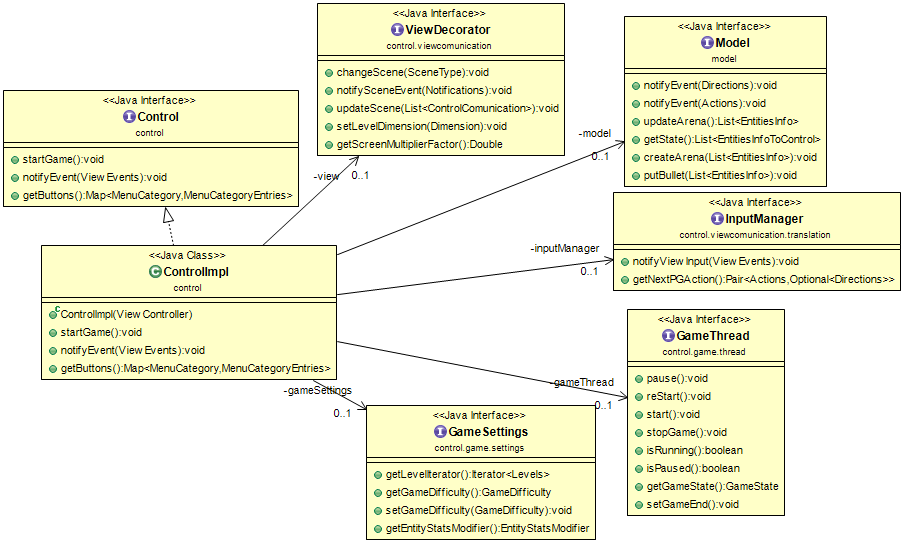 <<Java Interface>>
ViewDecorator
control.viewcomunication
changeScene(SceneType):void
notifySceneEvent(Notifications):void
updateScene(List<ControlComunication>):void
setLevelDimension(Dimension):void
getScreenMultiplierFactor():Double
<<Java Interface>>
Model
model
notifyEvent(Directions):void
notifyEvent(Actions):void
updateArena():List<EntitiesInfo>
getState():List<EntitiesInfoToControl>
createArena(List<EntitiesInfo>):void
putBullet(List<EntitiesInfo>):void
<<Java Interface>>
Control
control
startGame():void
notifyEvent(View Events):void
getButtons():Map<MenuCategory,MenuCategoryEntries>
-view
0..1
-model
0..1
<<Java Interface>>
InputManager
control.viewcomunication.translation
notifyView Input(View Events):void
getNextPGAction():Pair<Actions,Optional<Directions>>
-inputManager
0..1
<<Java Class>>
ControlImpl
control
ControlImpl(View Controller)
startGame():void
notifyEvent(View Events):void
getButtons():Map<MenuCategory,MenuCategoryEntries>
<<Java Interface>>
GameThread
control.game.thread
pause():void
reStart():void
start():void
stopGame():void
isRunning():boolean
isPaused():boolean
getGameState():GameState
setGameEnd():void
-gameThread
0..1
-gameSettings
0..1
<<Java Interface>>
GameSettings
control.game.settings
getLevelIterator():Iterator<Levels>
getGameDifficulty():GameDifficulty
setGameDifficulty(GameDifficulty):void
getEntityStatsModifier():EntityStatsModifier